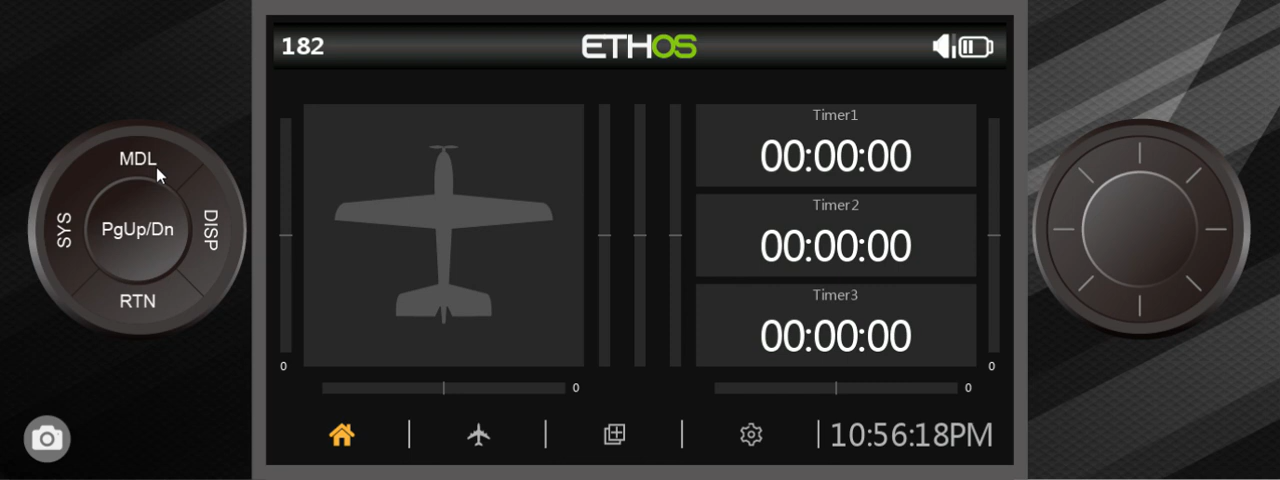 182
ETHOS
MDL
SYS
PgUp/Dn
DISP
RTN
Timer1
00:00:00
Timer2
00:00:00
Timer3
00:00:00
0
0
0
0
10:56:18PM